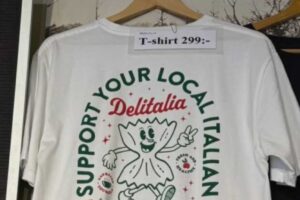 T-shirt 299:-
SUPPORT YOUR LOCAL ITALIAN
Delitalia